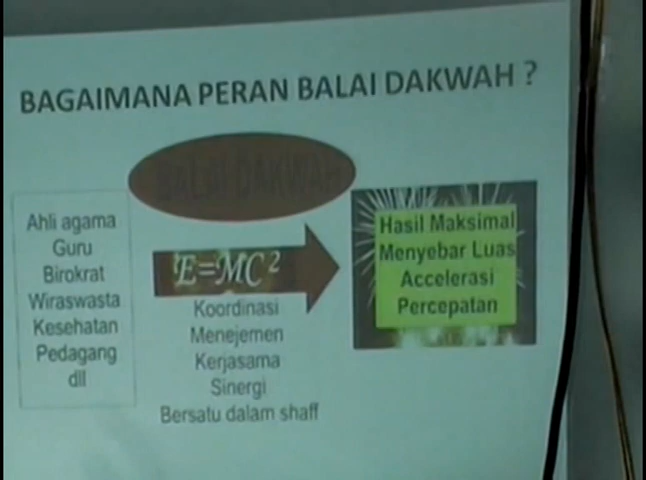 BAGAIMANA PERAN BALAI DAKWAH ?
BALAI DAKWAH
Ahli agama
Guru
Birokrat
Wiraswasta
Kesehatan
Pedagang
dll
E=MC²
Koordinasi
Menejemen
Kerjasama
Sinergi
Bersatu dalam shaff
Hasil Maksimal
Menyebar Luas
Accelerasi
Percepatan